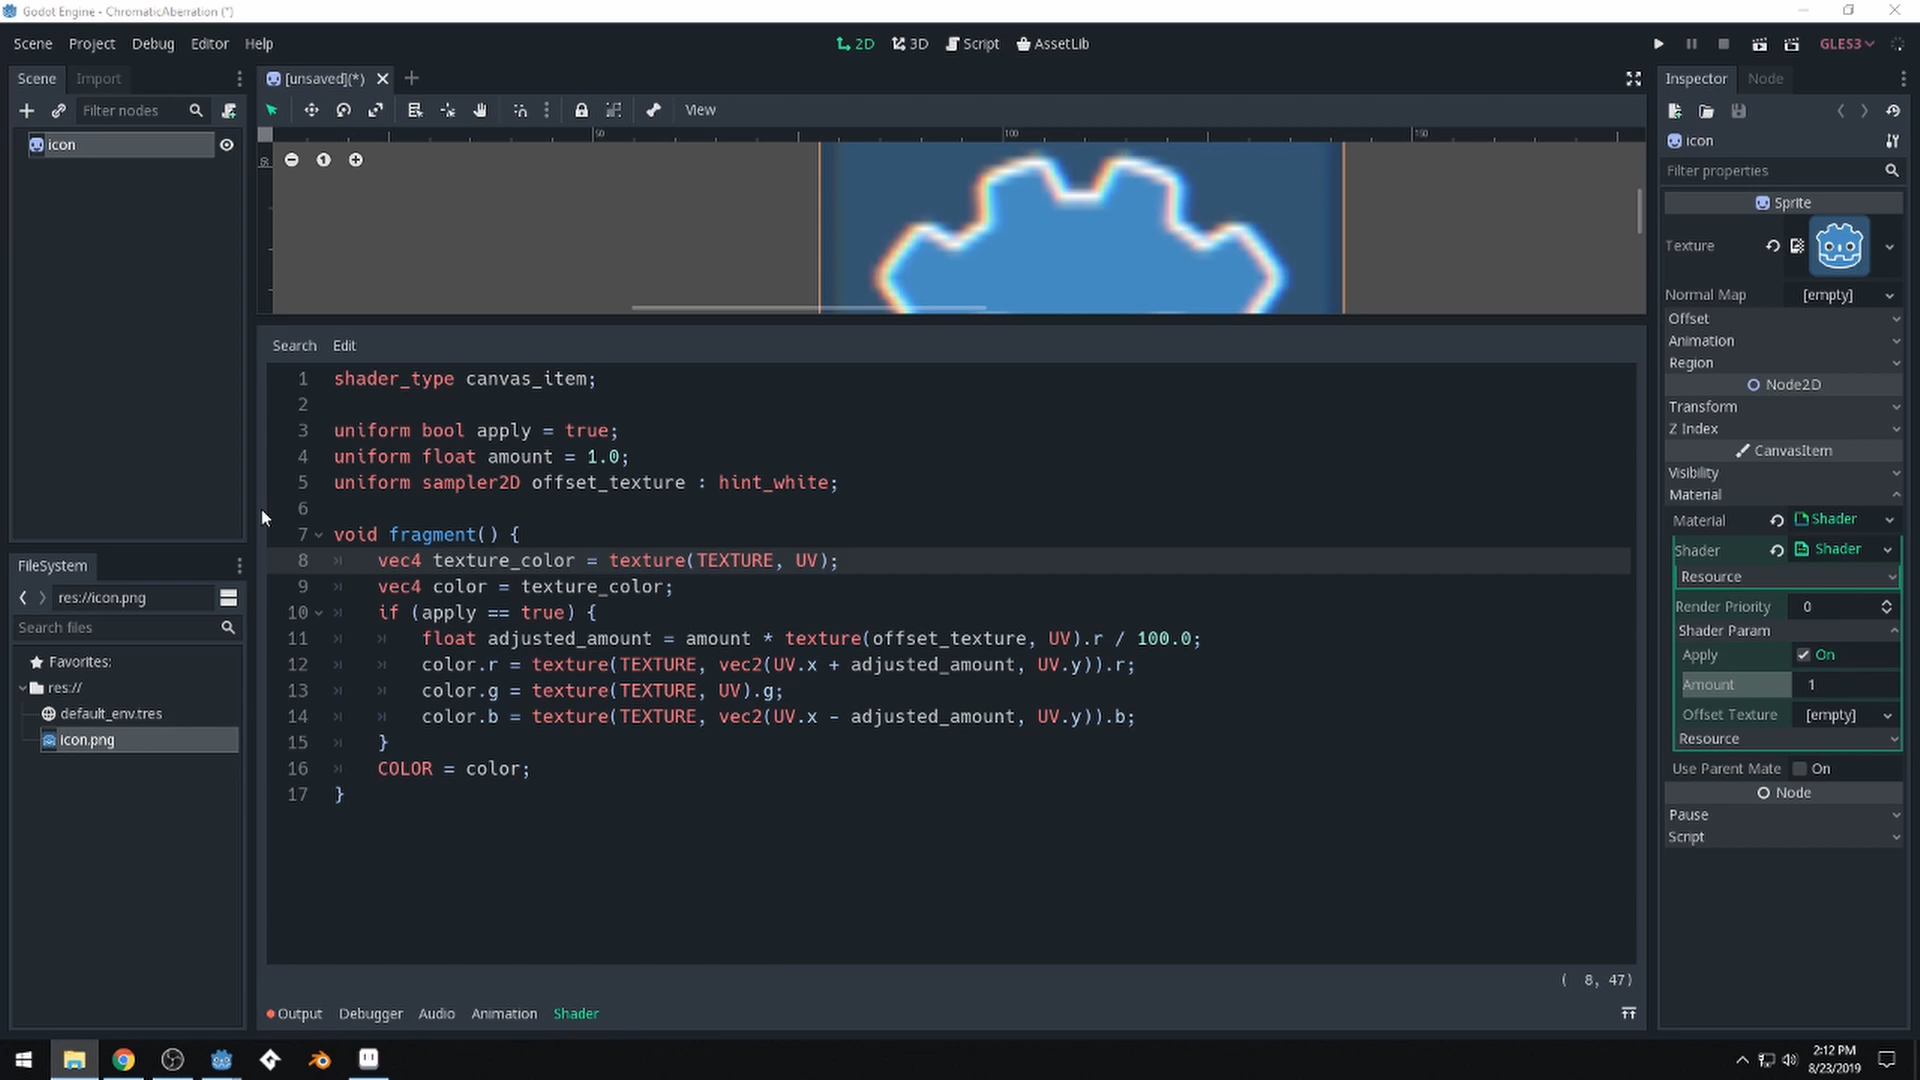 Godot Engine - ChromaticAberration (*)
Scene Project Debug Editor Help
2D 3D Script AssetLib
GLES3
Scene Import
[unsaved](*)
Inspector Node
Filter nodes
View
icon
50 100 150
icon
Filter properties
Sprite
Texture
Normal Map [empty]
Offset
Animation
Region
Node2D
Transform
Z Index
CanvasItem
Visibility
Material
Material Shader
Shader Shader
Resource
Render Priority 0
Shader Param
Apply On
Amount 1
Offset Texture [empty]
Resource
Use Parent Mate On
Node
Pause
Script
Search Edit
1 shader_type canvas_item;
2
3 uniform bool apply = true;
4 uniform float amount = 1.0;
5 uniform sampler2D offset_texture : hint_white;
6
7 void fragment() {
8 vec4 texture_color = texture(TEXTURE, UV);
9 vec4 color = texture_color;
10 if (apply == true) {
11 float adjusted_amount = amount * texture(offset_texture, UV).r / 100.0;
12 color.r = texture(TEXTURE, vec2(UV.x + adjusted_amount, UV.y)).r;
13 color.g = texture(TEXTURE, UV).g;
14 color.b = texture(TEXTURE, vec2(UV.x - adjusted_amount, UV.y)).b;
15 }
16 COLOR = color;
17 }
FileSystem
res://icon.png
Search files
Favorites:
res://
default_env.tres
icon.png
( 8, 47)
Output Debugger Audio Animation Shader
2:12 PM
8/23/2019